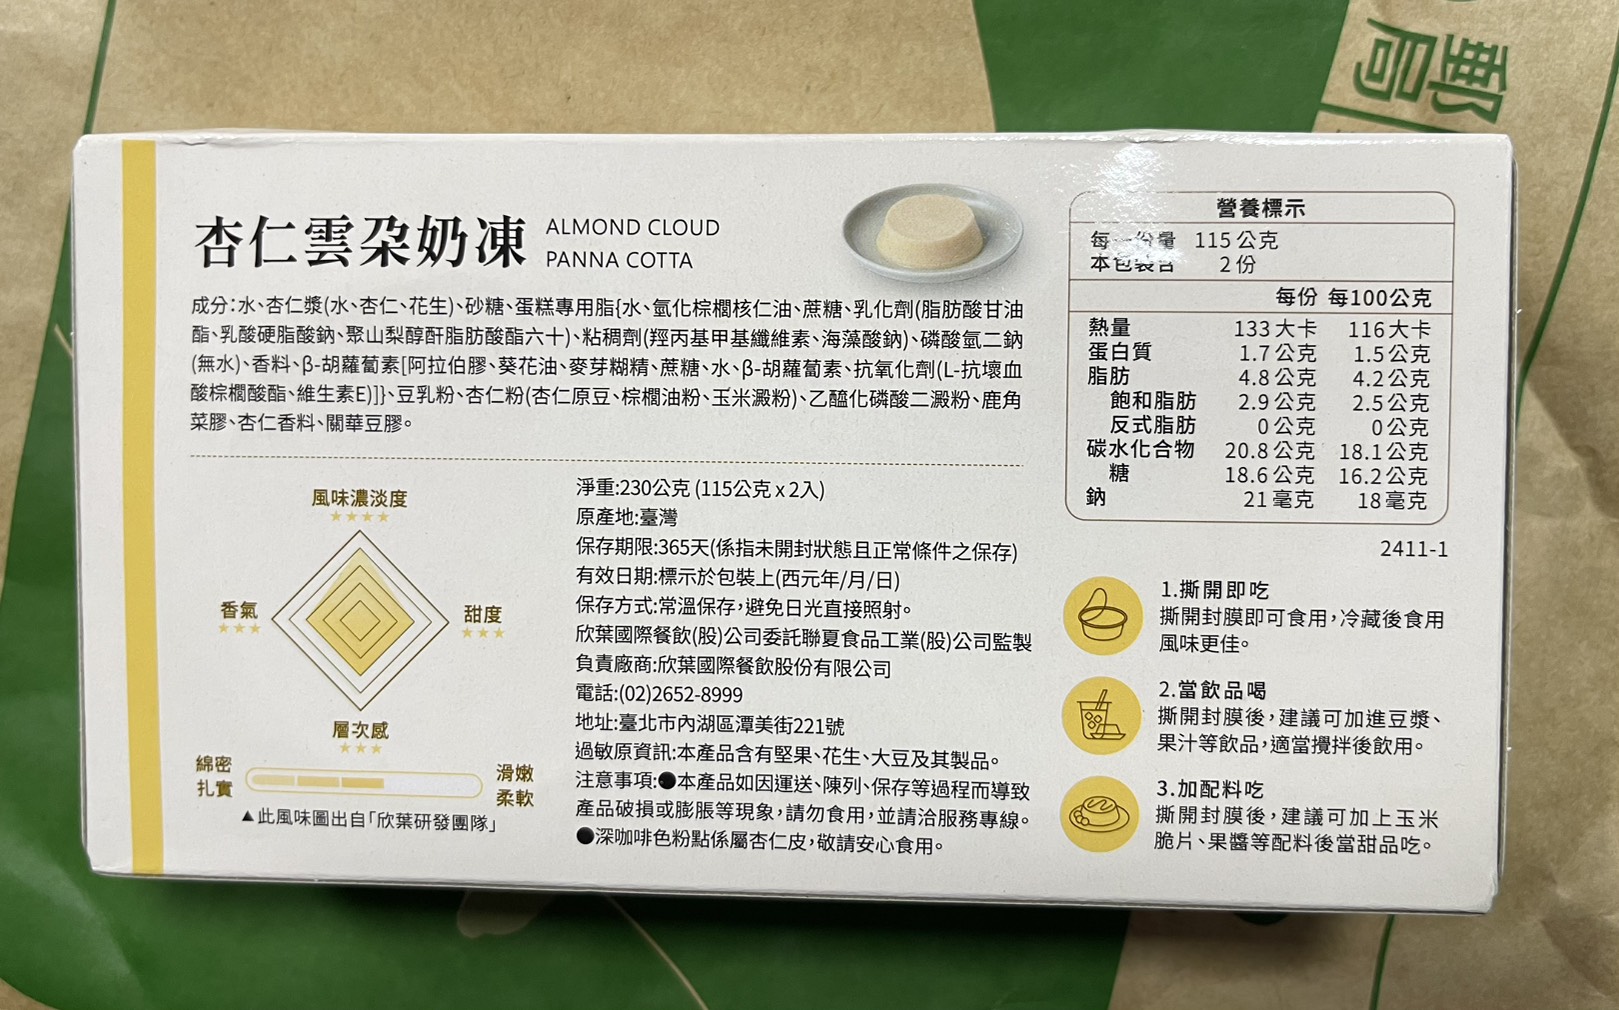 郵局
杏仁雲朶奶凍
ALMOND CLOUD
PANNA COTTA
成分:水、杏仁漿(水、杏仁、花生)、砂糖、蛋糕專用脂{水、氫化棕櫚核仁油、蔗糖、乳化劑(脂肪酸甘油
酯、乳酸硬脂酸鈉、聚山梨醇酐脂肪酸酯六十)、粘稠劑(羥丙基甲基纖維素、海藻酸鈉)、磷酸氫二鈉
(無水)、香料、β-胡蘿蔔素[阿拉伯膠、葵花油、麥芽糊精、蔗糖、水、β-胡蘿蔔素、抗氧化劑(L-抗壞血
酸棕櫚酸酯、維生素E)]}、豆乳粉、杏仁粉(杏仁原豆、棕櫚油粉、玉米澱粉)、乙醯化磷酸二澱粉、鹿角
菜膠、杏仁香料、關華豆膠。
風味濃淡度
★★★★
香氣
★★★
甜度
★★★
層次感
★★★
綿密
扎實
滑嫩
柔軟
▲此風味圖出自「欣葉研發團隊」
淨重:230公克 (115公克 x 2入)
原產地:臺灣
保存期限:365天(係指未開封狀態且正常條件之保存)
有效日期:標示於包裝上(西元年/月/日)
保存方式:常溫保存,避免日光直接照射。
欣葉國際餐飲(股)公司委託聯夏食品工業(股)公司監製
負責廠商:欣葉國際餐飲股份有限公司
電話:(02)2652-8999
地址:臺北市內湖區潭美街221號
過敏原資訊:本產品含有堅果、花生、大豆及其製品。
注意事項:●本產品如因運送、陳列、保存等過程而導致
產品破損或膨脹等現象,請勿食用,並請洽服務專線。
●深咖啡色粉點係屬杏仁皮,敬請安心食用。
營養標示
每一份量 115 公克
本包裝含 2 份
每份 每100公克
熱量 133 大卡 116 大卡
蛋白質 1.7 公克 1.5 公克
脂肪 4.8 公克 4.2 公克
飽和脂肪 2.9 公克 2.5 公克
反式脂肪 0 公克 0 公克
碳水化合物 20.8 公克 18.1 公克
糖 18.6 公克 16.2 公克
鈉 21 毫克 18 毫克
2411-1
1.撕開即吃
撕開封膜即可食用,冷藏後食用
風味更佳。
2.當飲品喝
撕開封膜後,建議可加進豆漿、
果汁等飲品,適當攪拌後飲用。
3.加配料吃
撕開封膜後,建議可加上玉米
脆片、果醬等配料後當甜品吃。